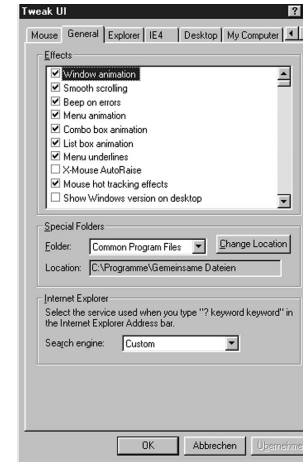 Tweak UI
Mouse General Explorer IE4 Desktop My Computer
Effects
Window animation
Smooth scrolling
Beep on errors
Menu animation
Combo box animation
List box animation
Menu underlines
X-Mouse AutoRaise
Mouse hot tracking effects
Show Windows version on desktop
Special Folders
Folder: Common Program Files Change Location
Location: C:\Programme\Gemeinsame Dateien
Internet Explorer
Select the service used when you type "? keyword keyword" in
the Internet Explorer Address bar.
Search engine: Custom
OK Abbrechen